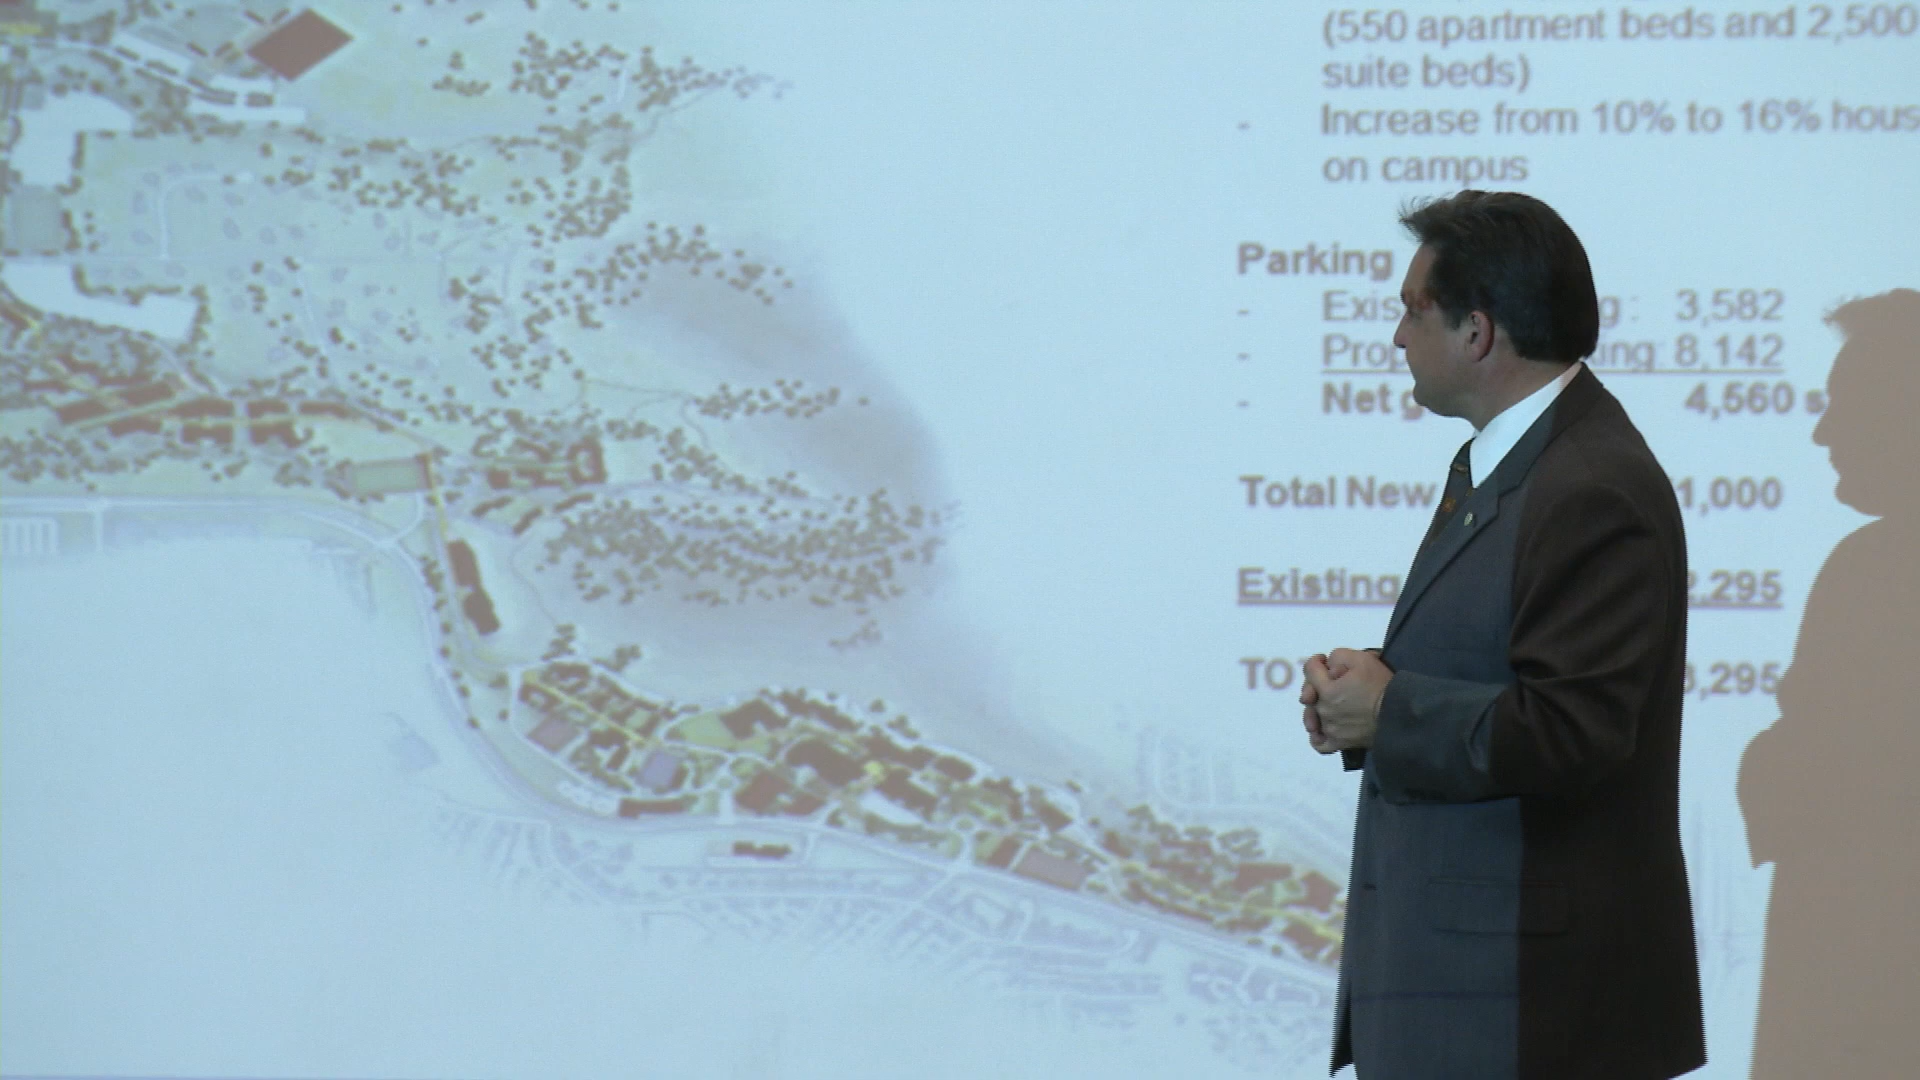 (550 apartment beds and 2,500
suite beds)
- Increase from 10% to 16% hous
on campus
Parking
- Exis g: 3,582
- Prop ing: 8,142
- Net g 4,560 s
Total New 1,000
Existing 2,295
TOT 3,295